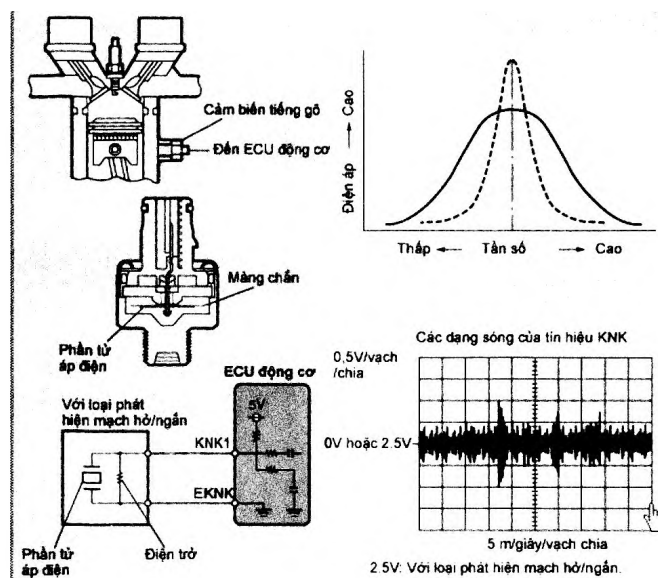 Cảm biến tiếng gõ
Đến ECU động cơ
Điện áp
Cao
Thấp
Tần số
Cao
Màng chắn
Phần tử
áp điện
ECU động cơ
5V
Với loại phát
hiện mạch hở/ngắn
KNK1
EKNK
Phần tử
áp điện
Điện trở
Các dạng sóng của tín hiệu KNK
0,5V/vạch
/chia
0V hoặc 2.5V
5 m/giây/vạch chia
2.5V: Với loại phát hiện mạch hở/ngắn.